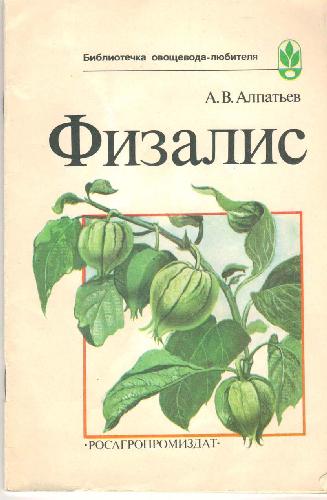 Библиотечка овощевода-любителя
А. В. Алпатьев
Физалис
·РОСАГРОПРОМИЗДАТ·